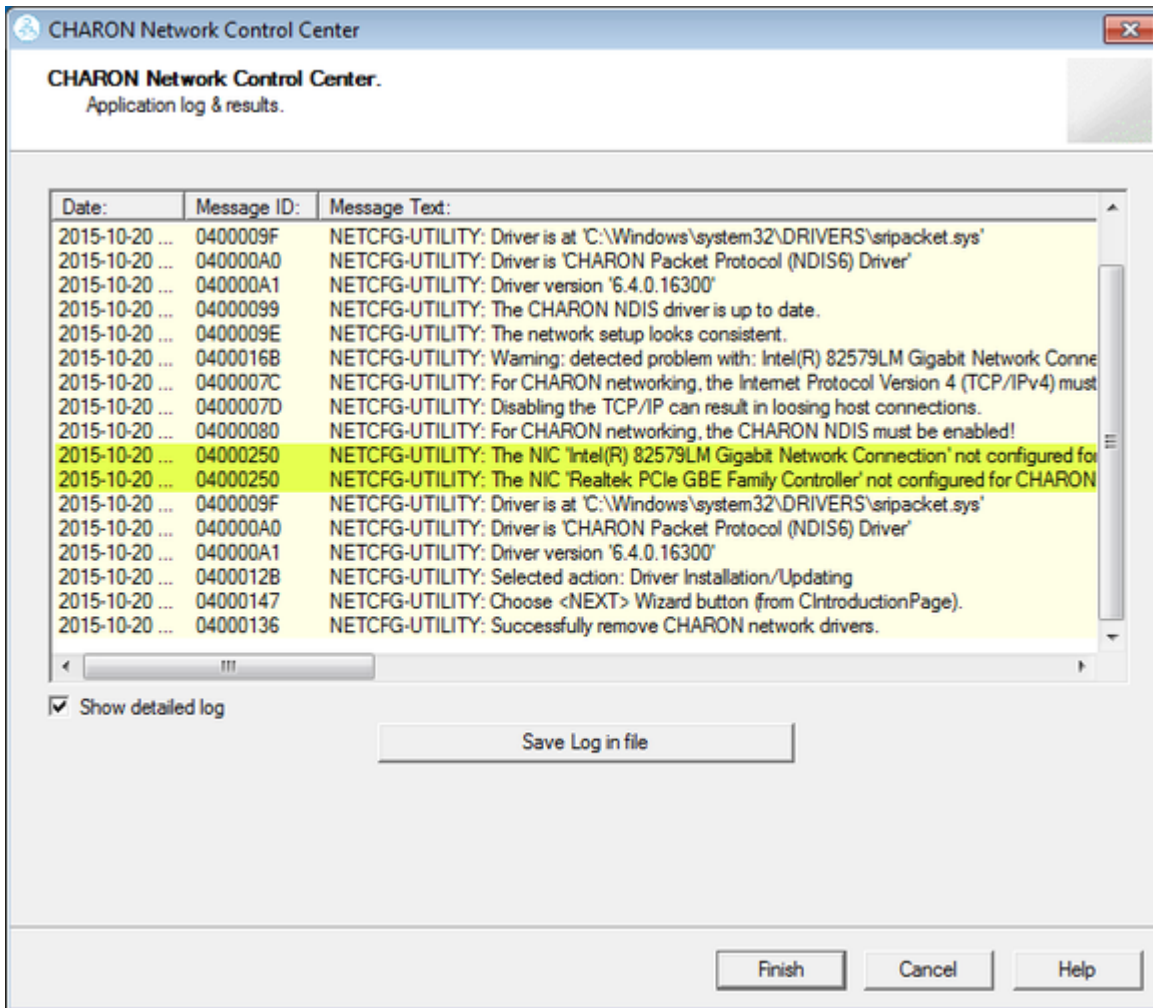 CHARON Network Control Center
CHARON Network Control Center.
Application log & results.
Date: Message ID: Message Text:
2015-10-20 ... 0400009F NETCFG-UTILITY: Driver is at 'C:\Windows\system32\DRIVERS\sripacket.sys'
2015-10-20 ... 040000A0 NETCFG-UTILITY: Driver is 'CHARON Packet Protocol (NDIS6) Driver'
2015-10-20 ... 040000A1 NETCFG-UTILITY: Driver version '6.4.0.16300'
2015-10-20 ... 04000099 NETCFG-UTILITY: The CHARON NDIS driver is up to date.
2015-10-20 ... 0400009E NETCFG-UTILITY: The network setup looks consistent.
2015-10-20 ... 0400016B NETCFG-UTILITY: Warning: detected problem with: Intel(R) 82579LM Gigabit Network Conne
2015-10-20 ... 0400007C NETCFG-UTILITY: For CHARON networking, the Internet Protocol Version 4 (TCP/IPv4) must
2015-10-20 ... 0400007D NETCFG-UTILITY: Disabling the TCP/IP can result in loosing host connections.
2015-10-20 ... 04000080 NETCFG-UTILITY: For CHARON networking, the CHARON NDIS must be enabled!
2015-10-20 ... 04000250 NETCFG-UTILITY: The NIC 'Intel(R) 82579LM Gigabit Network Connection' not configured for
2015-10-20 ... 04000250 NETCFG-UTILITY: The NIC 'Realtek PCIe GBE Family Controller' not configured for CHARON
2015-10-20 ... 0400009F NETCFG-UTILITY: Driver is at 'C:\Windows\system32\DRIVERS\sripacket.sys'
2015-10-20 ... 040000A0 NETCFG-UTILITY: Driver is 'CHARON Packet Protocol (NDIS6) Driver'
2015-10-20 ... 040000A1 NETCFG-UTILITY: Driver version '6.4.0.16300'
2015-10-20 ... 0400012B NETCFG-UTILITY: Selected action: Driver Installation/Updating
2015-10-20 ... 04000147 NETCFG-UTILITY: Choose <NEXT> Wizard button (from CIntroductionPage).
2015-10-20 ... 04000136 NETCFG-UTILITY: Successfully remove CHARON network drivers.
Show detailed log
Save Log in file
Finish Cancel Help